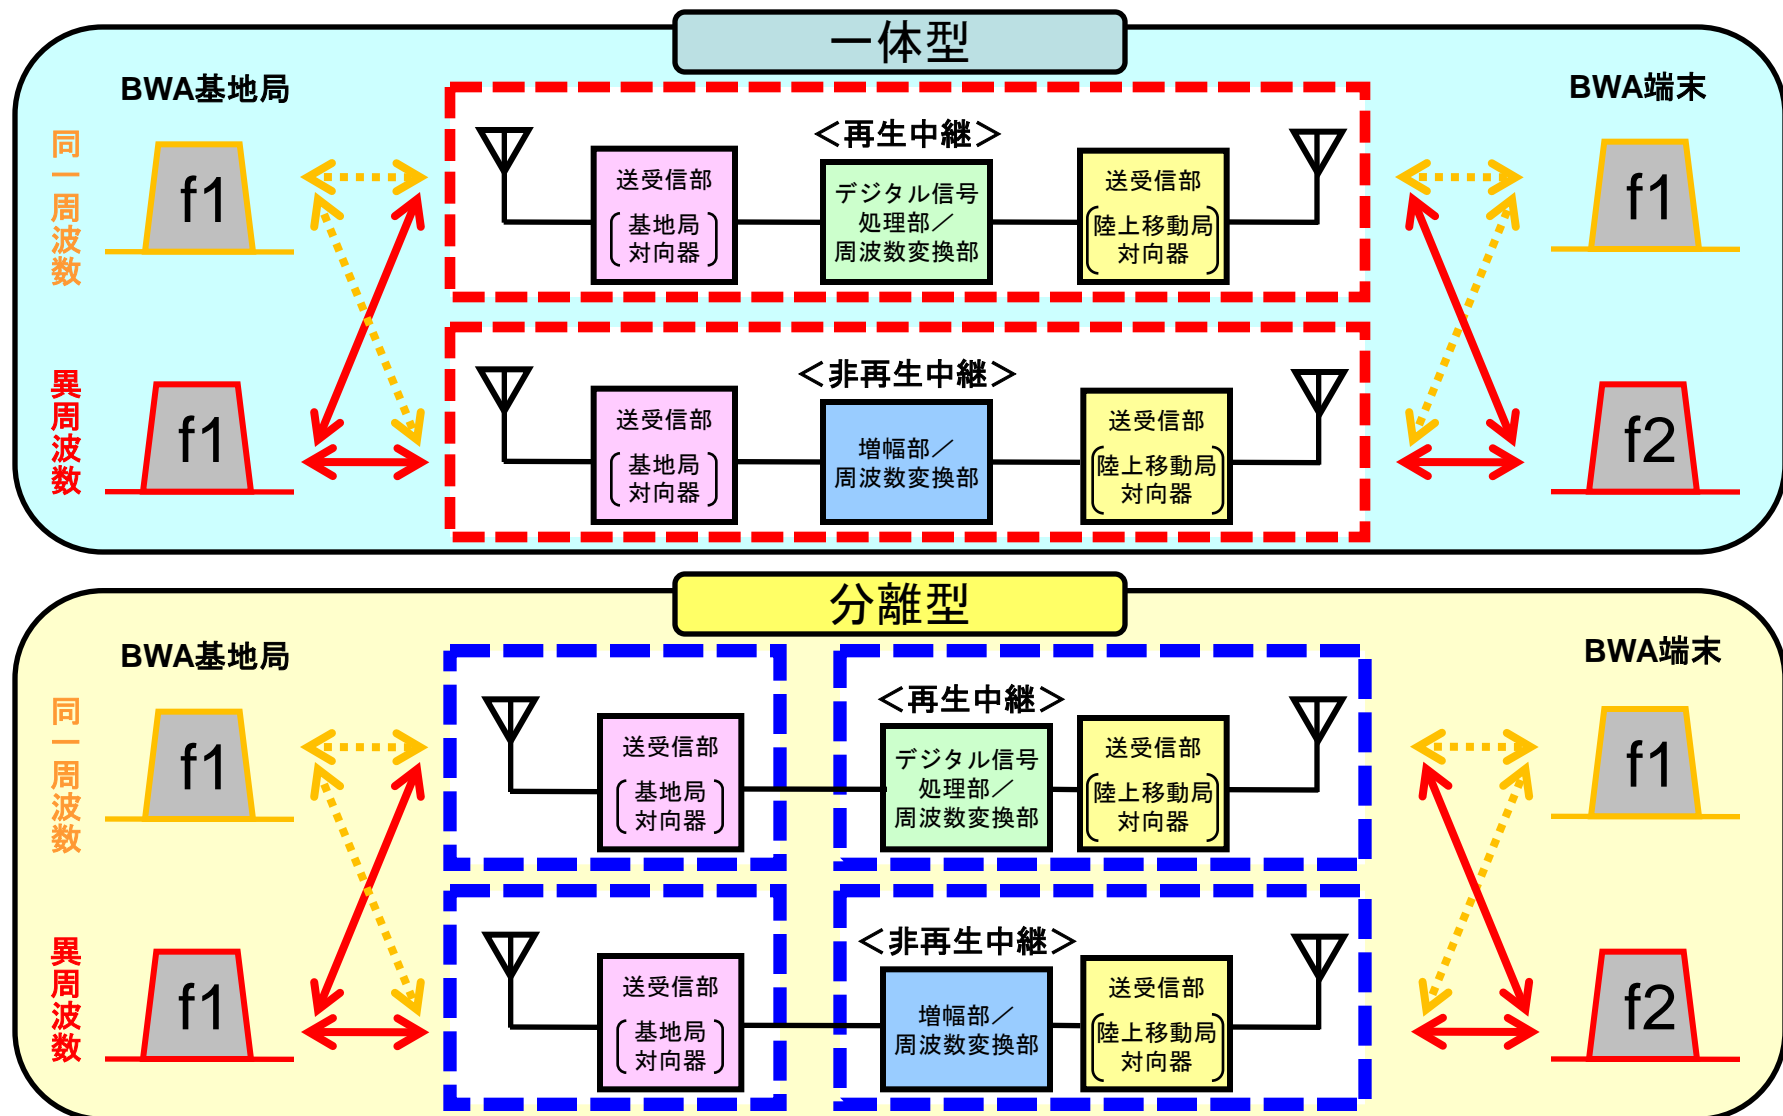 一体型
BWA基地局
BWA端末
同一周波数
f1
異周波数
f1
＜再生中継＞
送受信部
基地局
対向器
デジタル信号
処理部／
周波数変換部
送受信部
陸上移動局
対向器
＜非再生中継＞
送受信部
基地局
対向器
増幅部／
周波数変換部
送受信部
陸上移動局
対向器
f1
f2
分離型
BWA基地局
BWA端末
同一周波数
f1
異周波数
f1
＜再生中継＞
送受信部
基地局
対向器
デジタル信号
処理部／
周波数変換部
送受信部
陸上移動局
対向器
＜非再生中継＞
送受信部
基地局
対向器
増幅部／
周波数変換部
送受信部
陸上移動局
対向器
f1
f2